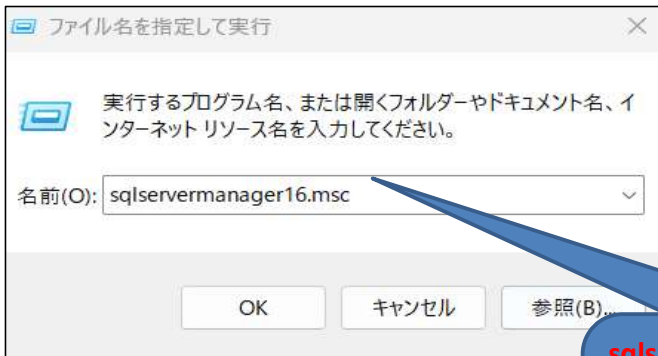 ファイル名を指定して実行
実行するプログラム名、または開くフォルダーやドキュメント名、イ
ンターネット リソース名を入力してください。
名前(O): sqlservermanager16.msc
OK キャンセル 参照(B)...
sqls